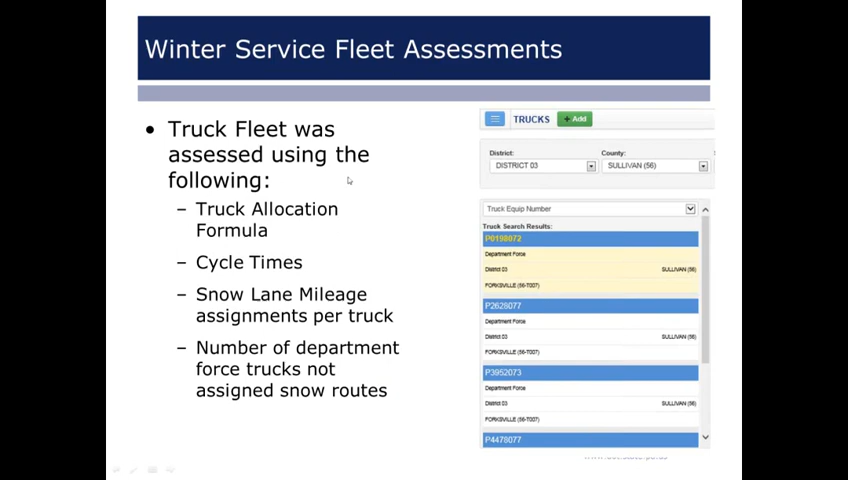 Winter Service Fleet Assessments
• Truck Fleet was
assessed using the
following:
– Truck Allocation
Formula
– Cycle Times
– Snow Lane Mileage
assignments per truck
– Number of department
force trucks not
assigned snow routes
TRUCKS + Add
District: County:
DISTRICT 03 SULLIVAN (56)
Truck Equip Number
Truck Search Results:
P0198072
Department Force
District 03 SULLIVAN (56)
FORKSVILLE (56-T007)
P2628077
Department Force
District 03 SULLIVAN (56)
FORKSVILLE (56-T007)
P3952073
Department Force
District 03 SULLIVAN (56)
FORKSVILLE (56-T007)
P4478077